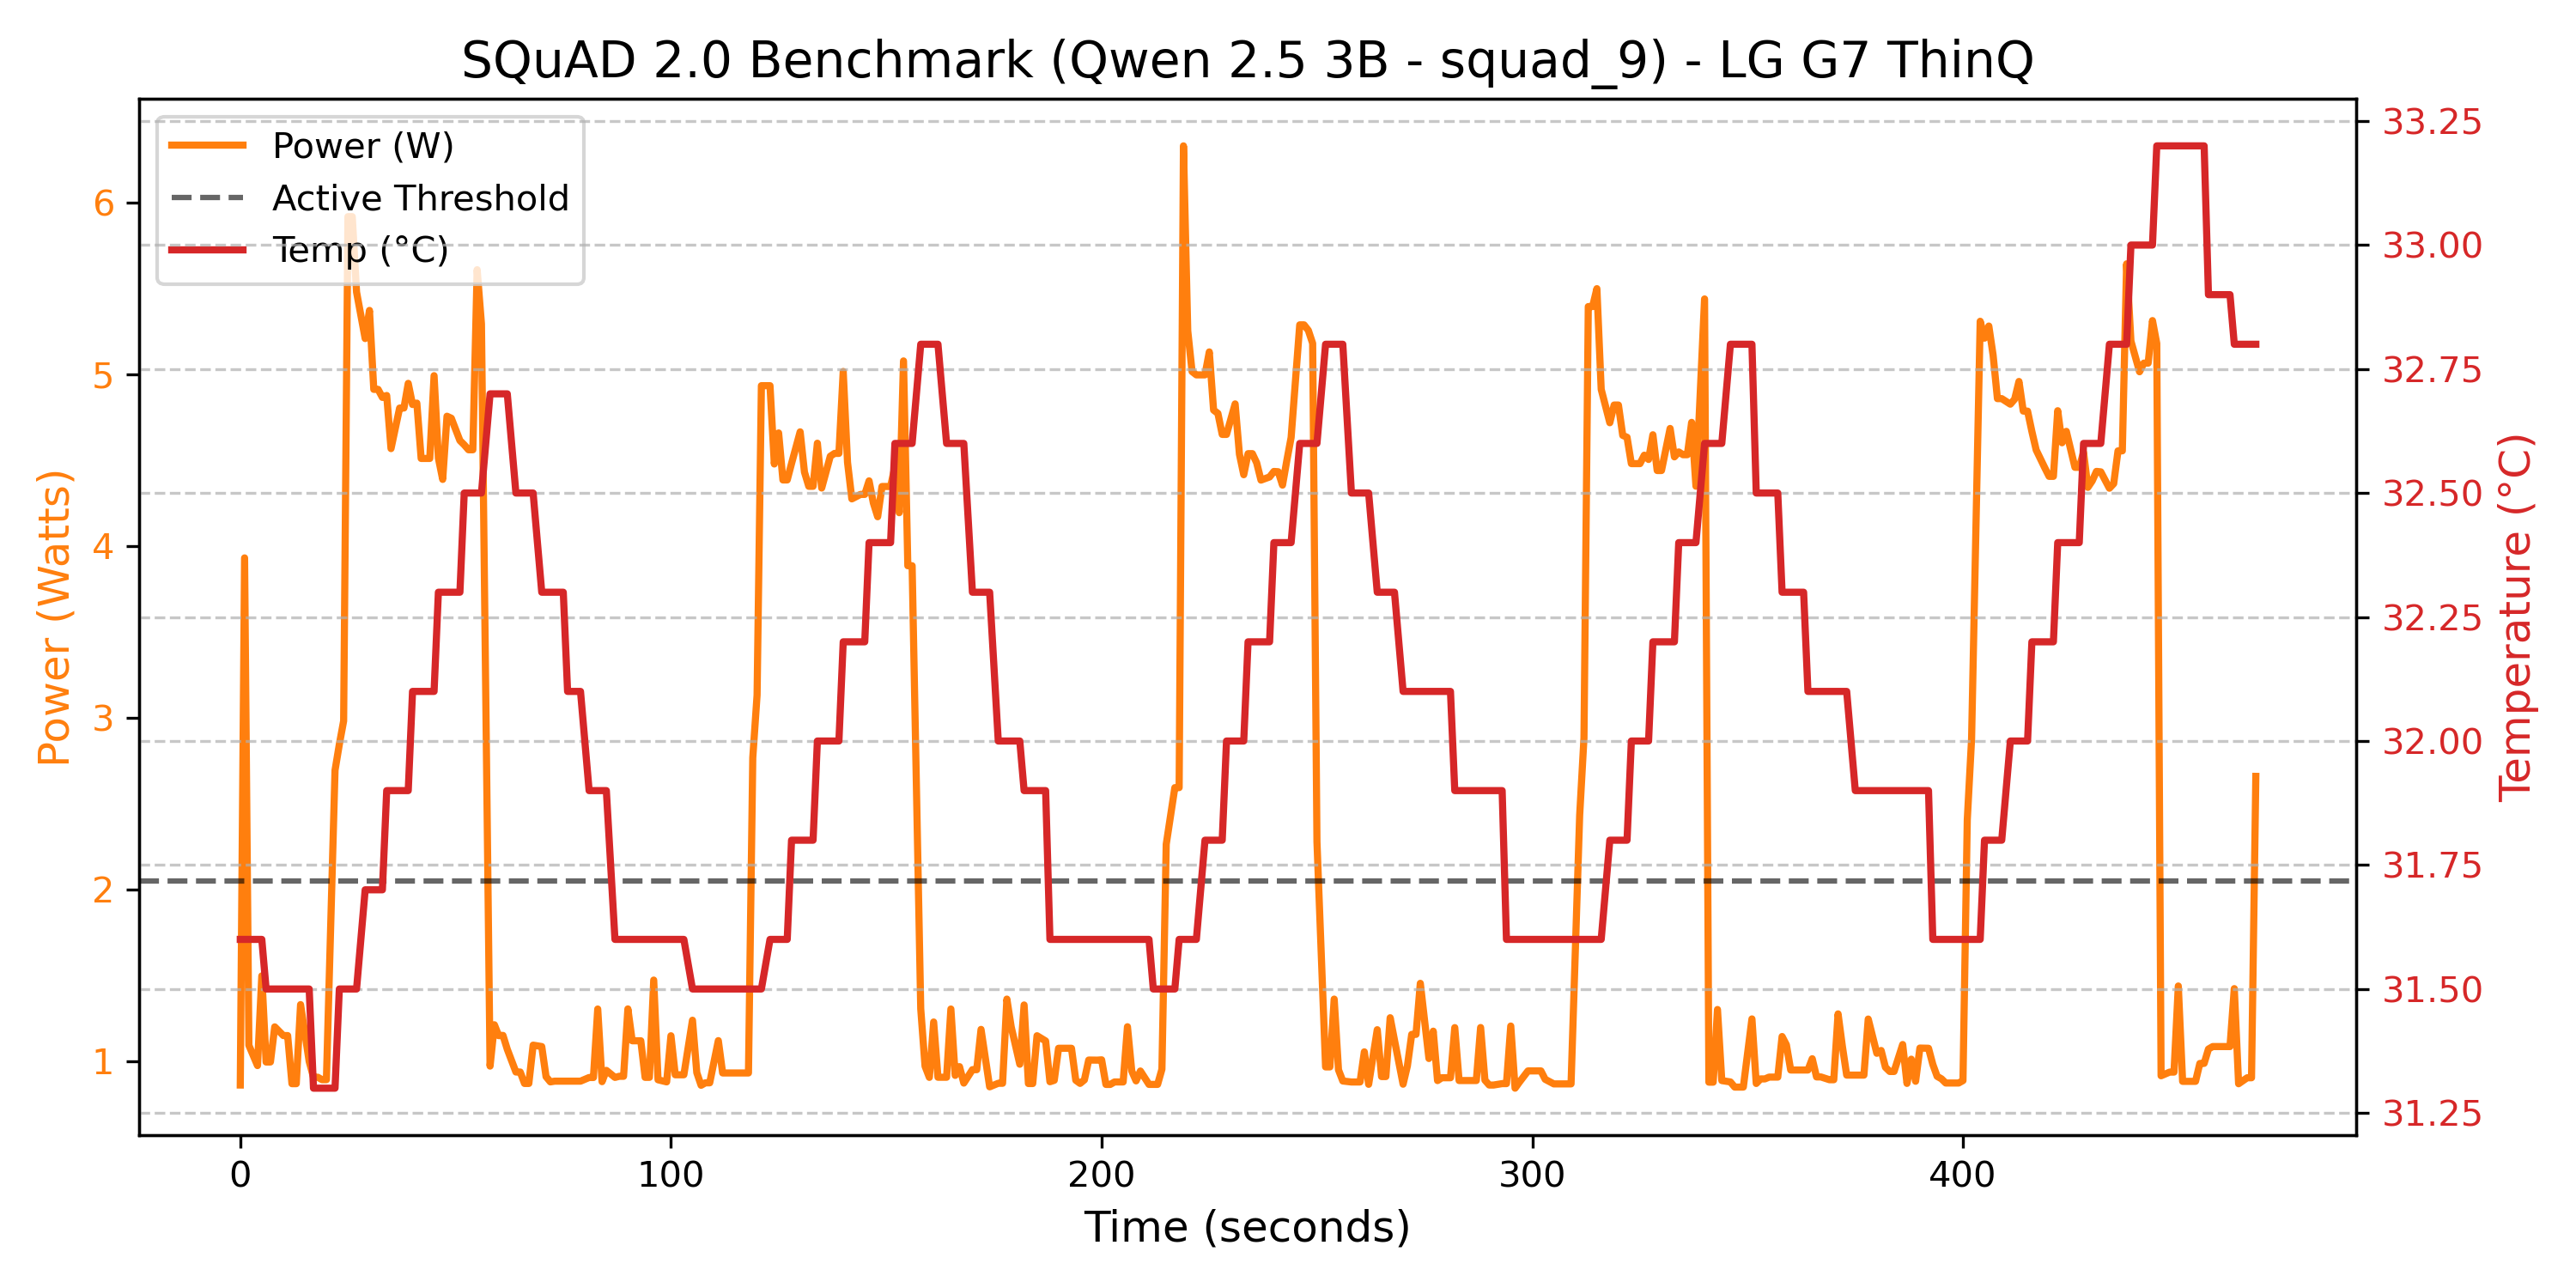 SQuAD 2.0 Benchmark (Qwen 2.5 3B - squad_9) - LG G7 ThinQ
Power (W)
Active Threshold
Temp (°C)
Power (Watts)
6
5
4
3
2
1
33.25
33.00
32.75
32.50
32.25
32.00
31.75
31.50
31.25
Temperature (°C)
0
100
200
300
400
Time (seconds)